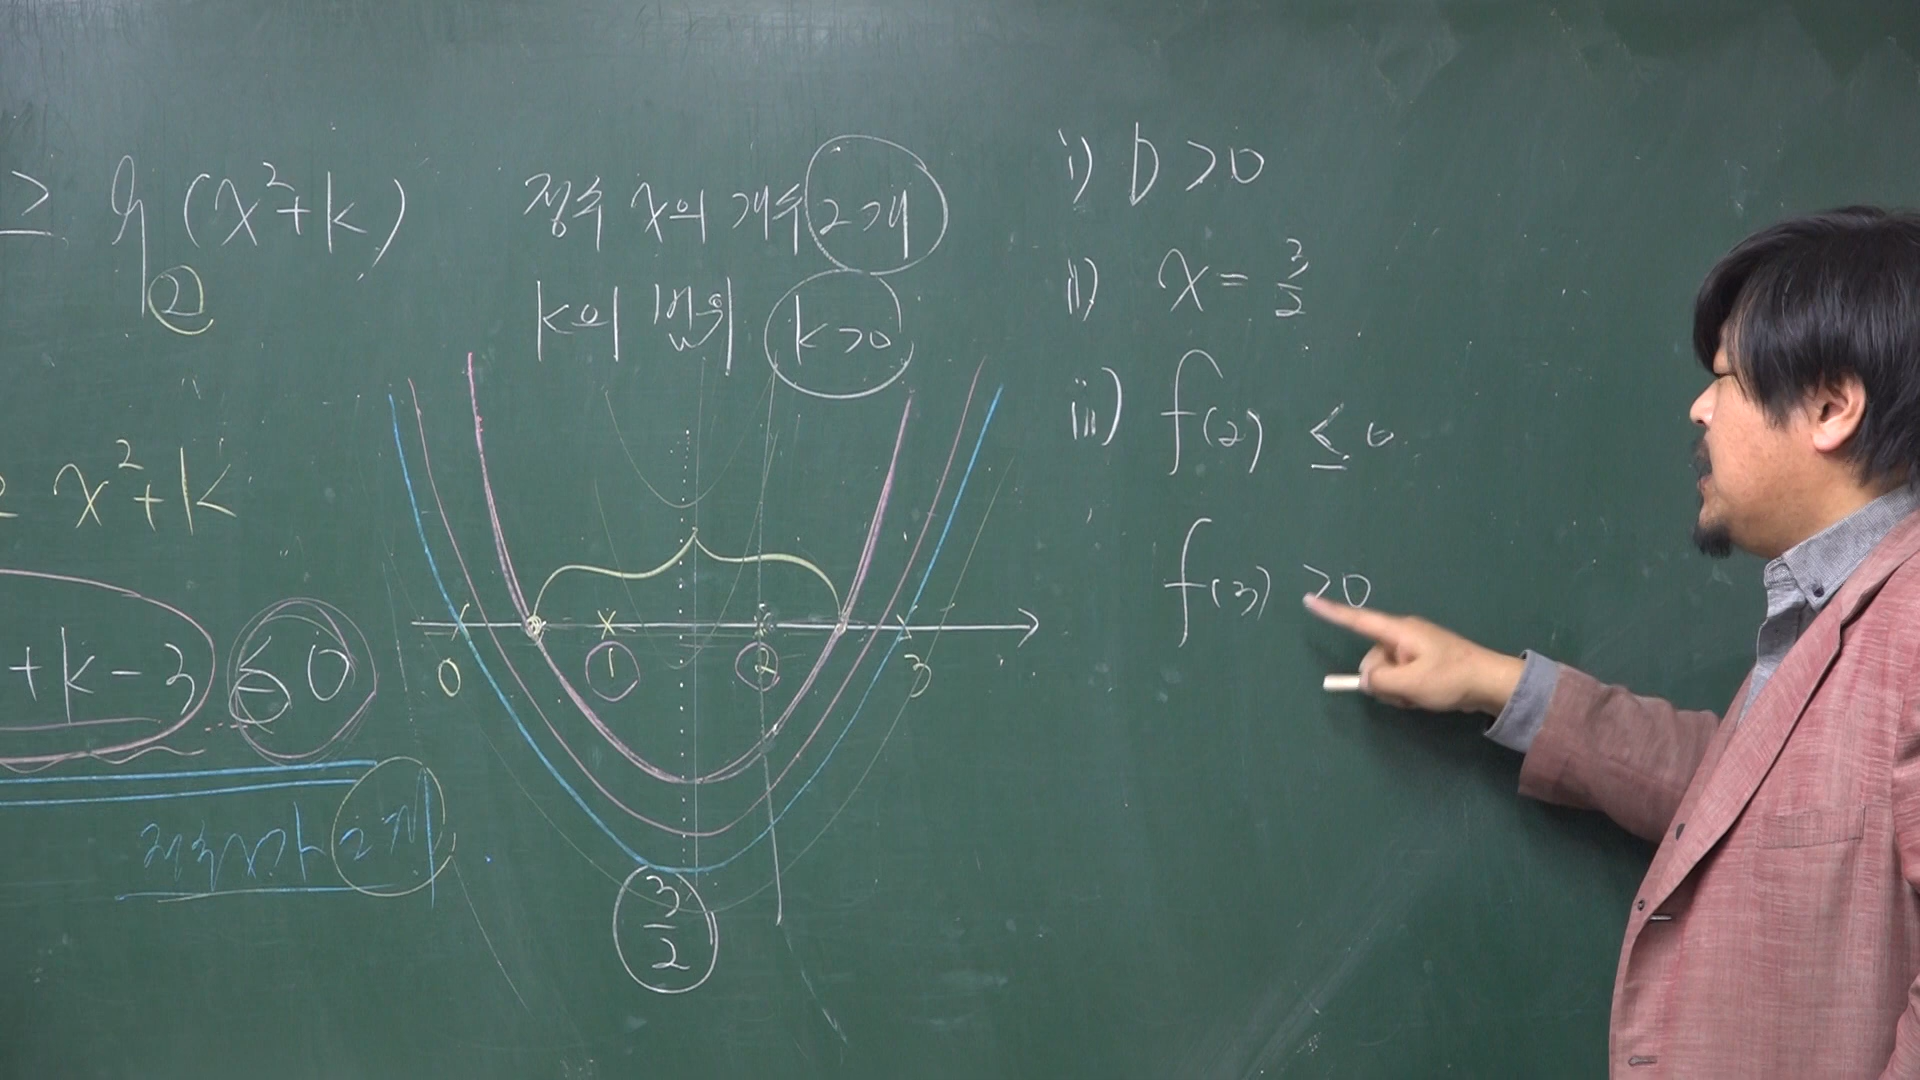 ≥ 식(x²+k)
②
정수 x의 개수 2개
k의 범위 k>0
x²+k
+k-3 ≤ 0
정수x가 2개
0 1 2 3
3/2
i) D>0
ii) x = 3/2
iii) f(2) ≤ 0
f(3) >0